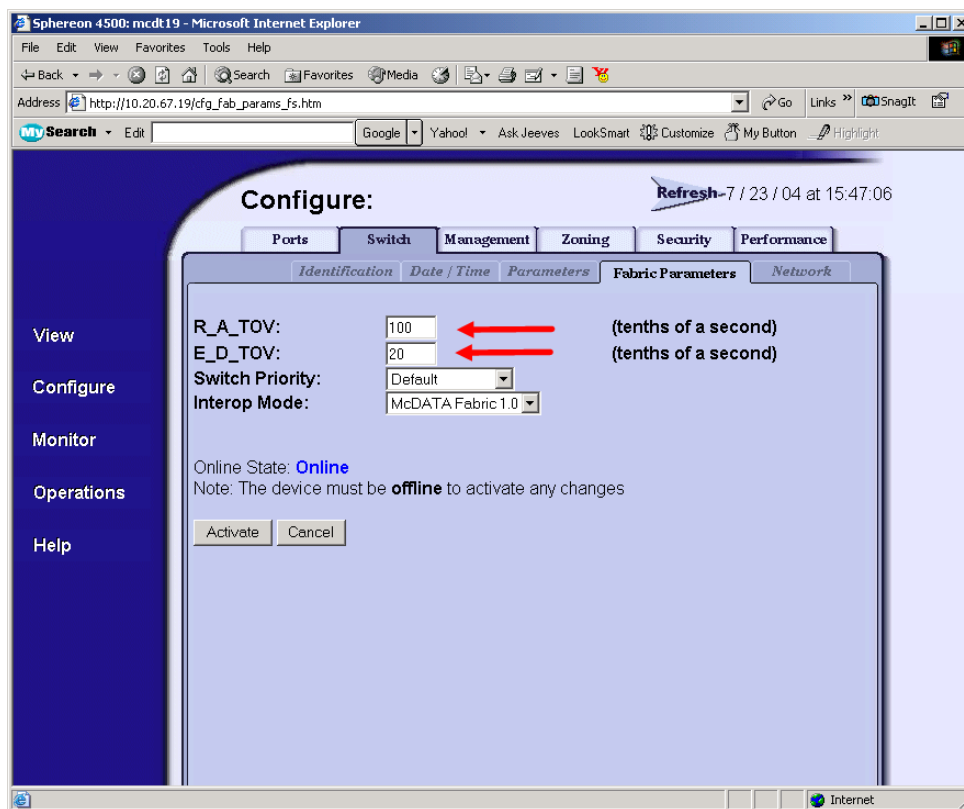 Sphereon 4500: mcdt19 - Microsoft Internet Explorer
File Edit View Favorites Tools Help
Back Search Favorites Media
Address http://10.20.67.19/cfg_fab_params_fs.htm Go Links » SnagIt
My Search Edit Google Yahoo! Ask Jeeves LookSmart Customize My Button Highlight
Configure: Refresh 7 / 23 / 04 at 15:47:06
Ports Switch Management Zoning Security Performance
Identification Date / Time Parameters Fabric Parameters Network
View
Configure
Monitor
Operations
Help
R_A_TOV: 100 (tenths of a second)
E_D_TOV: 20 (tenths of a second)
Switch Priority: Default
Interop Mode: McDATA Fabric 1.0
Online State: Online
Note: The device must be offline to activate any changes
Activate Cancel
Internet